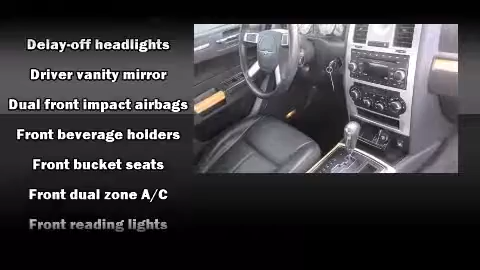 Delay-off headlights
Driver vanity mirror
Dual front impact airbags
Front beverage holders
Front bucket seats
Front dual zone A/C
Front reading lights